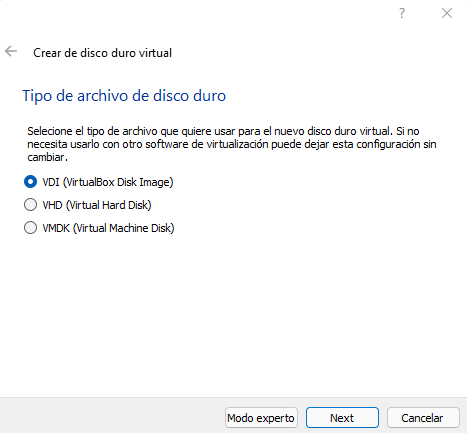 ?
Crear de disco duro virtual
Tipo de archivo de disco duro
Selecione el tipo de archivo que quiere usar para el nuevo disco duro virtual. Si no
necesita usarlo con otro software de virtualización puede dejar esta configuración sin
cambiar.
VDI (VirtualBox Disk Image)
VHD (Virtual Hard Disk)
VMDK (Virtual Machine Disk)
Modo experto Next Cancelar